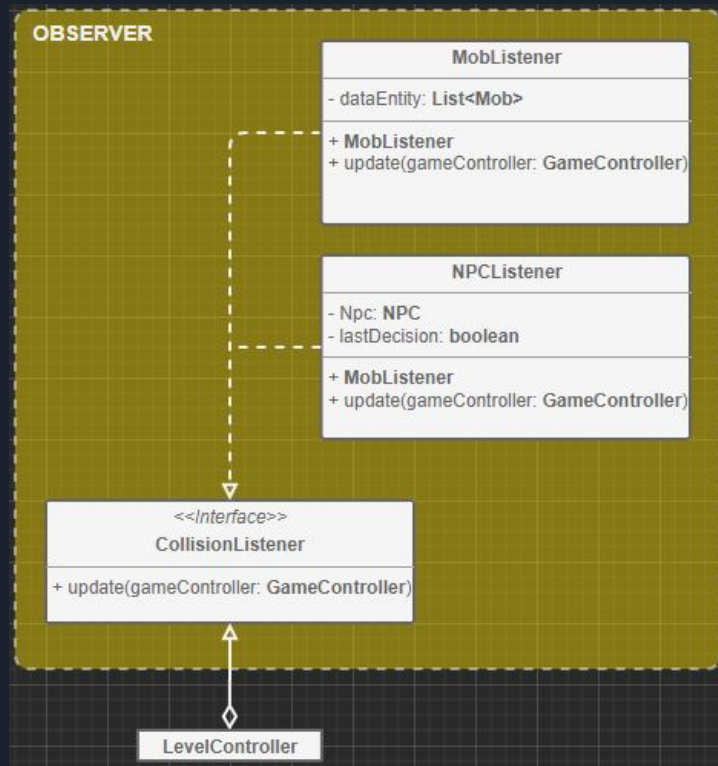 OBSERVER
MobListener
- dataEntity: List<Mob>
+ MobListener
+ update(gameController: GameController)
NPCListener
- Npc: NPC
- lastDecision: boolean
+ MobListener
+ update(gameController: GameController)
<<Interface>>
CollisionListener
+ update(gameController: GameController)
LevelController